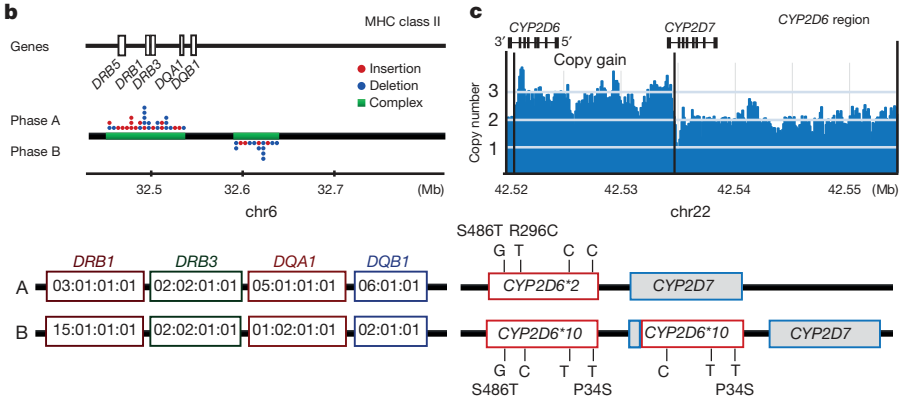 b
MHC class II
Genes
DRB5 DRB1 DRB3 DQA1 DQB1
Insertion
Deletion
Complex
Phase A
Phase B
32.5 32.6 32.7 (Mb)
chr6
c
CYP2D6 CYP2D7 CYP2D6 region
3′ 5′
Copy gain
Copy number
3
2
1
42.52 42.53 42.54 42.55 (Mb)
chr22
DRB1 DRB3 DQA1 DQB1
A 03:01:01:01 02:02:01:01 05:01:01:01 06:01:01
B 15:01:01:01 02:02:01:01 01:02:01:01 02:01:01
S486T R296C
G T C C
CYP2D6*2 CYP2D7
CYP2D6*10 CYP2D6*10 CYP2D7
G C T T C T T
S486T P34S P34S